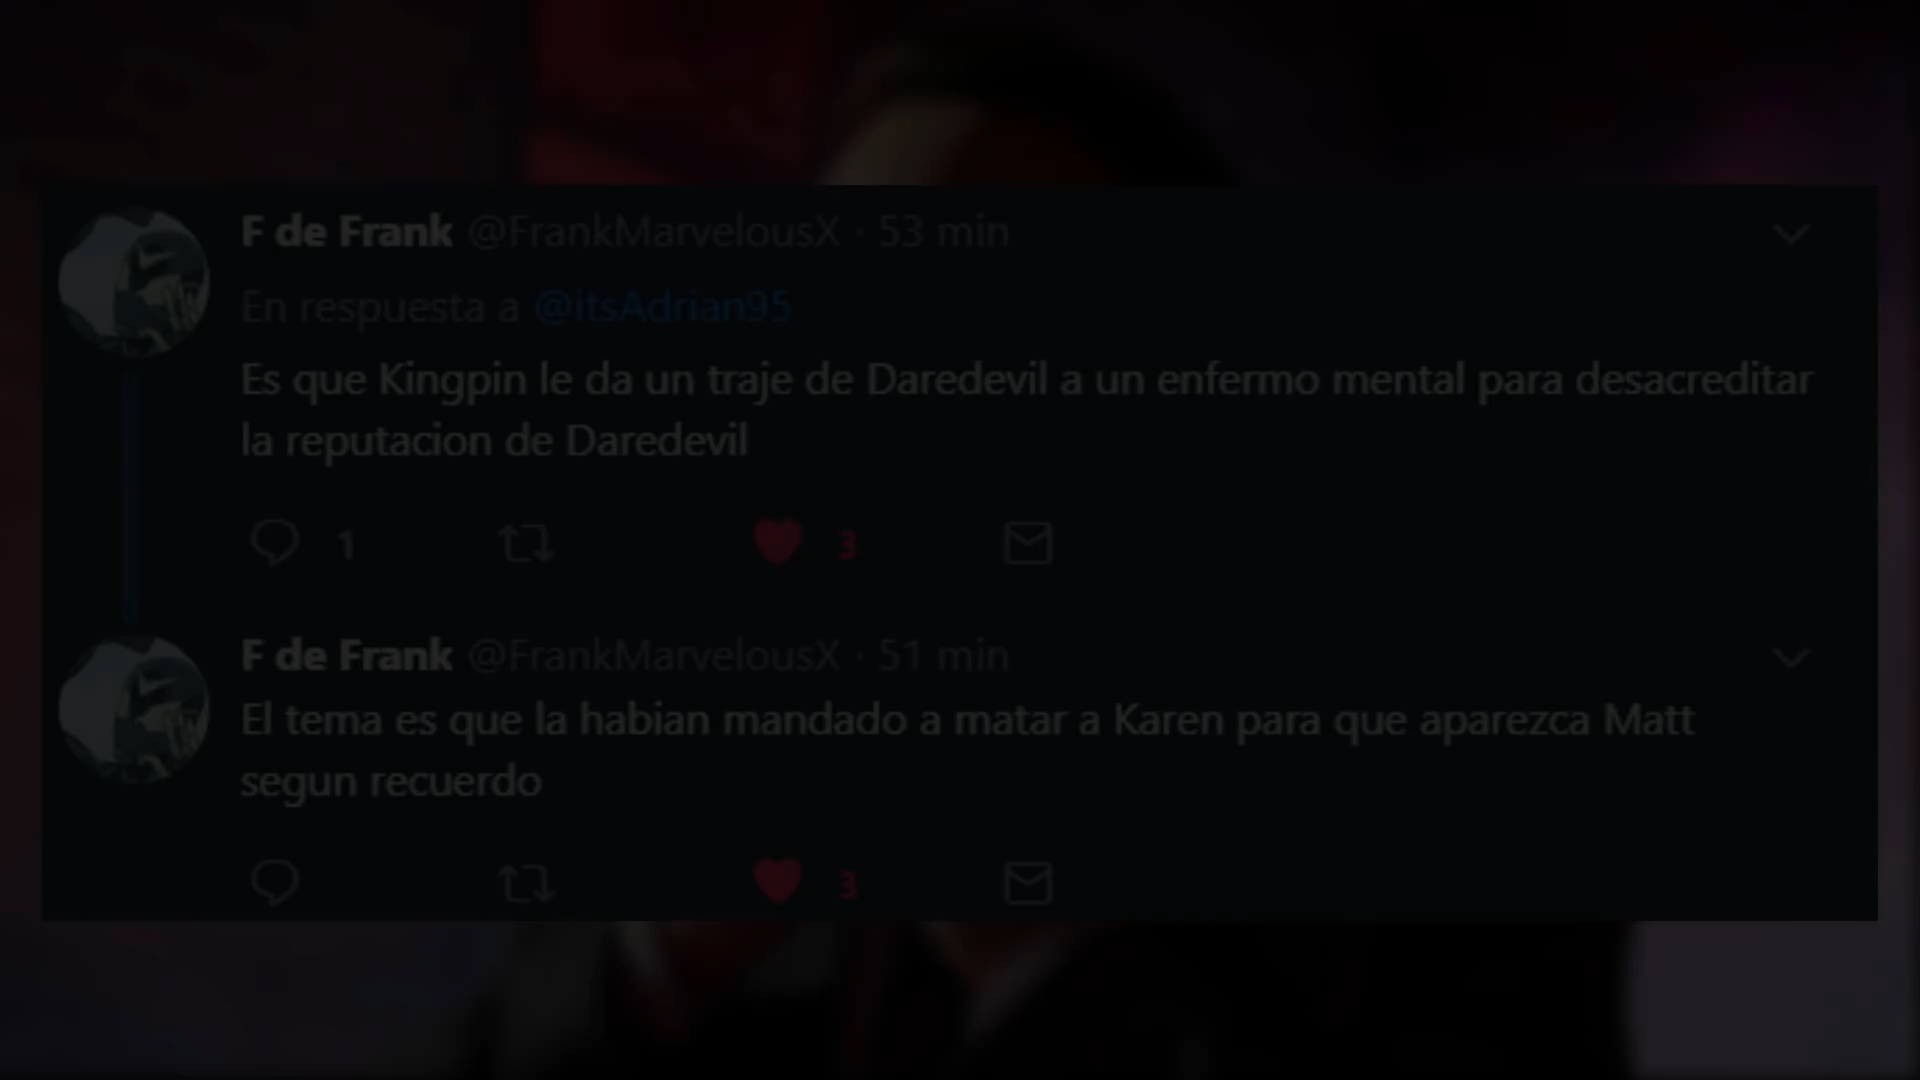 F de Frank @FrankMarvelousX · 53 min
En respuesta a @itsAdrian95
Es que Kingpin le da un traje de Daredevil a un enfermo mental para desacreditar
la reputacion de Daredevil
1 3
F de Frank @FrankMarvelousX · 51 min
El tema es que la habian mandado a matar a Karen para que aparezca Matt
segun recuerdo
3